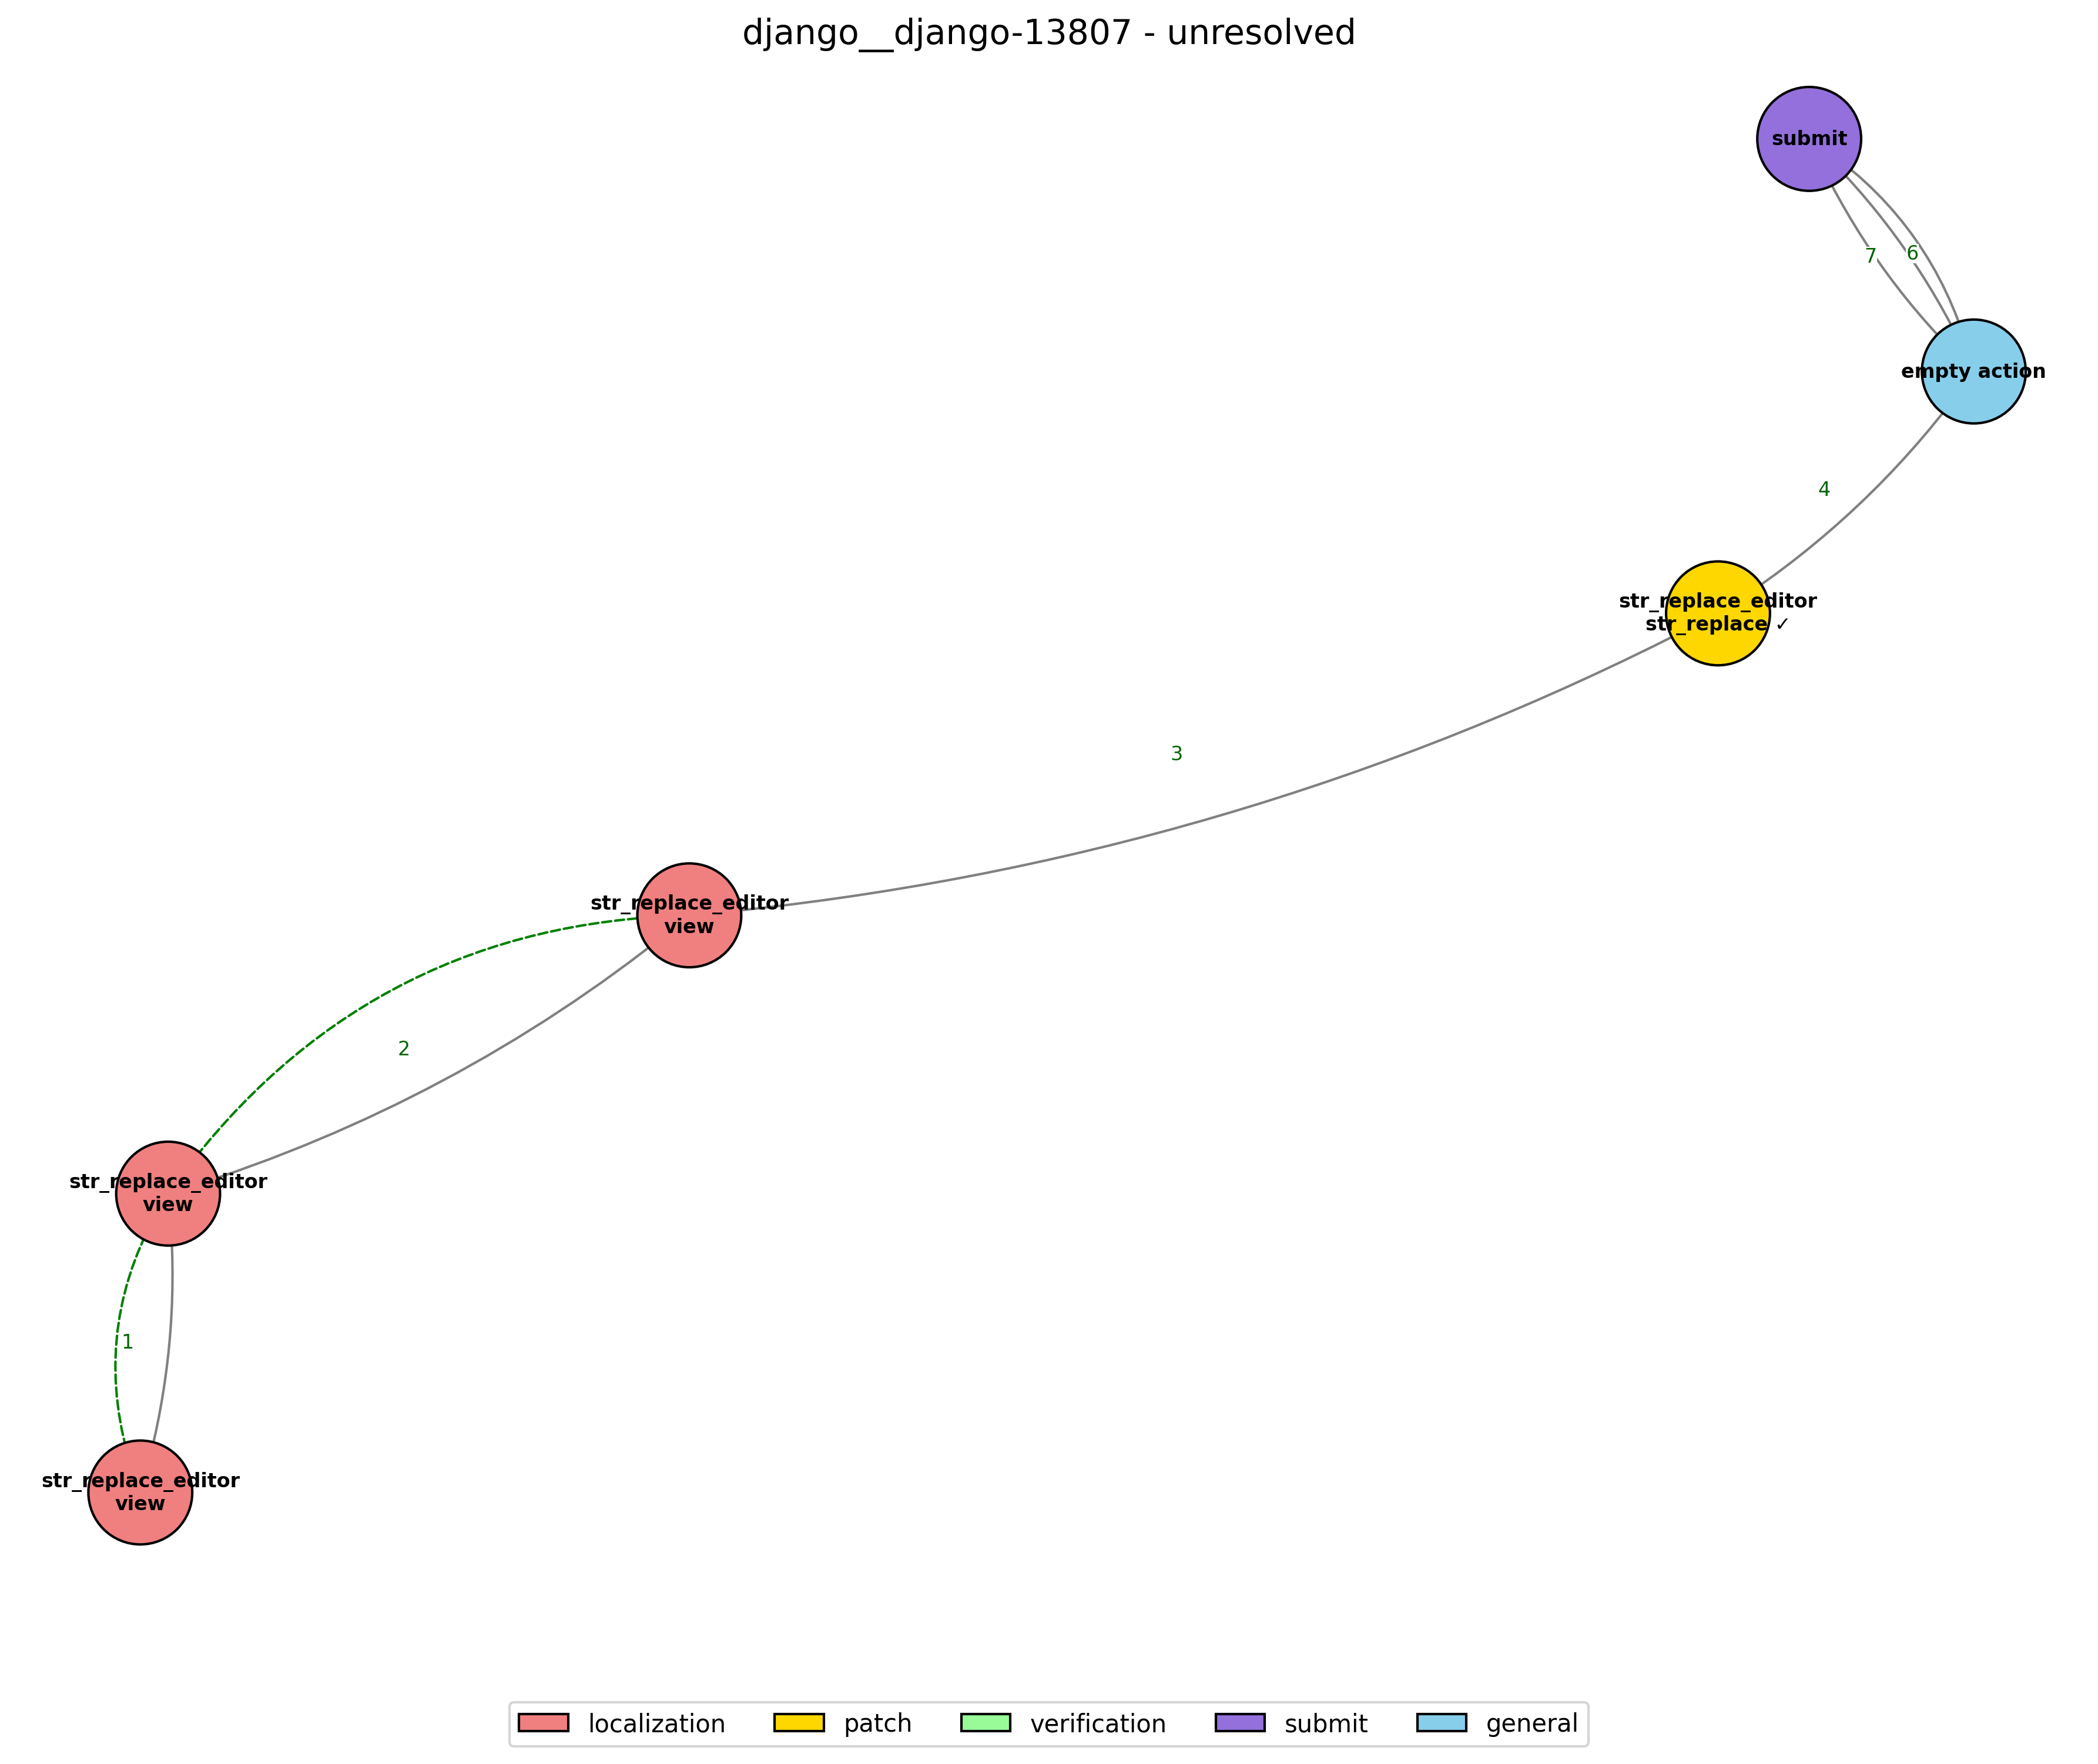 django__django-13807 - unresolved
submit
7
6
empty action
4
str_replace_editor
str_replace ✓
3
str_replace_editor
view
2
str_replace_editor
view
1
str_replace_editor
view
localization
patch
verification
submit
general